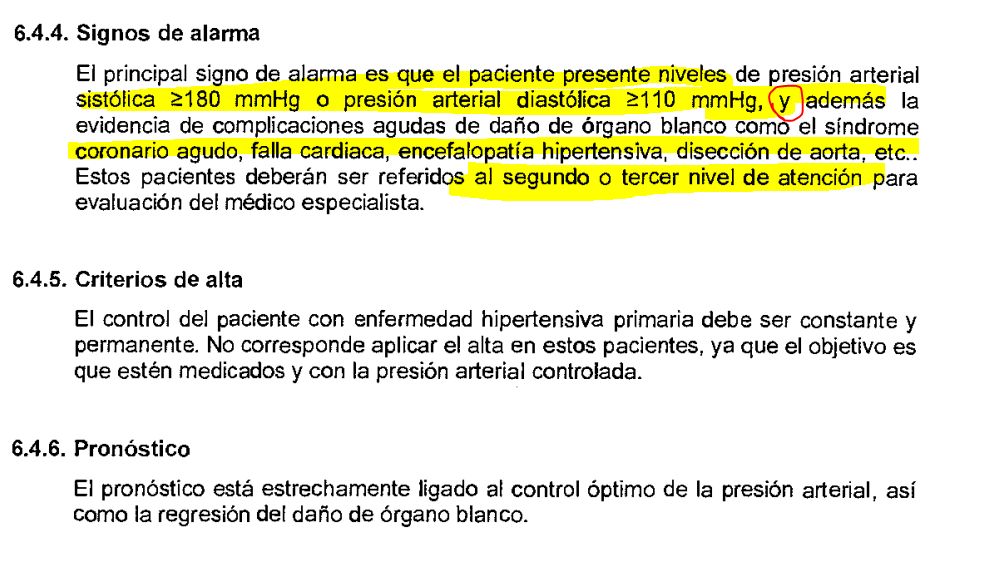 6.4.4. Signos de alarma
El principal signo de alarma es que el paciente presente niveles de presión arterial
sistólica ≥180 mmHg o presión arterial diastólica ≥110 mmHg, y además la
evidencia de complicaciones agudas de daño de órgano blanco como el síndrome
coronario agudo, falla cardiaca, encefalopatía hipertensiva, disección de aorta, etc..
Estos pacientes deberán ser referidos al segundo o tercer nivel de atención para
evaluación del médico especialista.
6.4.5. Criterios de alta
El control del paciente con enfermedad hipertensiva primaria debe ser constante y
permanente. No corresponde aplicar el alta en estos pacientes, ya que el objetivo es
que estén medicados y con la presión arterial controlada.
6.4.6. Pronóstico
El pronóstico está estrechamente ligado al control óptimo de la presión arterial, así
como la regresión del daño de órgano blanco.